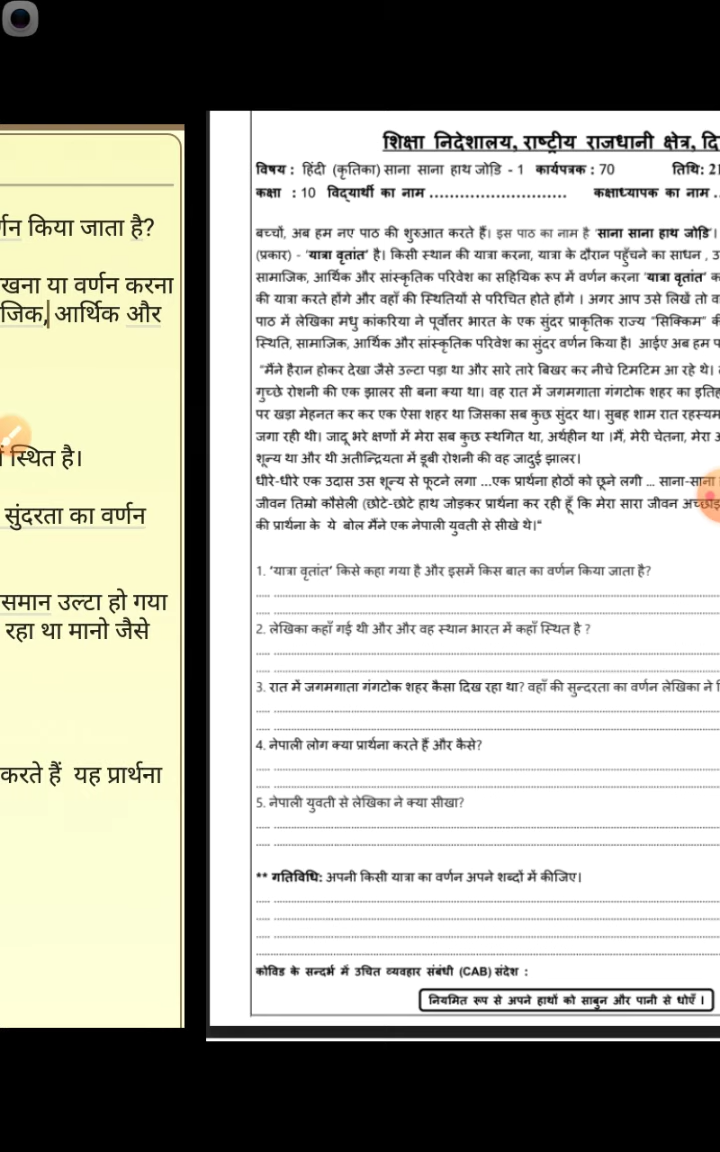 र्णन किया जाता है?
खना या वर्णन करना
जिक, आर्थिक और
स्थित है।
सुंदरता का वर्णन
समान उल्टा हो गया
रहा था मानो जैसे
करते हैं यह प्रार्थना
शिक्षा निदेशालय, राष्ट्रीय राजधानी क्षेत्र, दि
विषय : हिंदी (कृतिका) साना साना हाथ जोडि - 1 कार्यपत्रक : 70 तिथि: 21
कक्षा : 10 विद्यार्थी का नाम ........................... कक्षाध्यापक का नाम ..
बच्चों, अब हम नए पाठ की शुरुआत करते हैं। इस पाठ का नाम है 'साना साना हाथ जोडि'।
(प्रकार) - 'यात्रा वृतांत' है। किसी स्थान की यात्रा करना, यात्रा के दौरान पहुँचने का साधन , उ
सामाजिक, आर्थिक और सांस्कृतिक परिवेश का सहियिक रूप में वर्णन करना 'यात्रा वृतांत' क
की यात्रा करते होंगे और वहाँ की स्थितियों से परिचित होते होंगे । अगर आप उसे लिखें तो व
पाठ में लेखिका मधु कांकरिया ने पूर्वोत्तर भारत के एक सुंदर प्राकृतिक राज्य "सिक्किम" की
स्थिति, सामाजिक, आर्थिक और सांस्कृतिक परिवेश का सुंदर वर्णन किया है। आईए अब हम प
"मैंने हैरान होकर देखा जैसे उल्टा पड़ा था और सारे तारे बिखर कर नीचे टिमटिम आ रहे थे।
गुच्छे रोशनी की एक झालर सी बना क्या था। वह रात में जगमगाता गंगटोक शहर का इतिह
पर खड़ा मेहनत कर कर एक ऐसा शहर था जिसका सब कुछ सुंदर था। सुबह शाम रात रहस्यम
जगा रही थी। जादू भरे क्षणों में मेरा सब कुछ स्थगित था, अर्थहीन था ।मैं, मेरी चेतना, मेरा
शून्य था और थी अतीन्द्रियता में डूबी रोशनी की वह जादुई झालर।
धीरे-धीरे एक उदास उस शून्य से फूटने लगा ...एक प्रार्थना होठों को छूने लगी ... साना-साना
जीवन तिम्रो कौसेली (छोटे-छोटे हाथ जोड़कर प्रार्थना कर रही हूँ कि मेरा सारा जीवन अच्छाइ
की प्रार्थना के ये बोल मैंने एक नेपाली युवती से सीखे थे।"
1. 'यात्रा वृतांत' किसे कहा गया है और इसमें किस बात का वर्णन किया जाता है?
2. लेखिका कहाँ गई थी और और वह स्थान भारत में कहाँ स्थित है ?
3. रात में जगमगाता गंगटोक शहर कैसा दिख रहा था? वहाँ की सुन्दरता का वर्णन लेखिका ने
4. नेपाली लोग क्या प्रार्थना करते हैं और कैसे?
5. नेपाली युवती से लेखिका ने क्या सीखा?
** गतिविधि: अपनी किसी यात्रा का वर्णन अपने शब्दों में कीजिए।
कोविड के सन्दर्भ में उचित व्यवहार संबंधी (CAB) संदेश :
नियमित रूप से अपने हाथों को साबुन और पानी से धोएँ ।